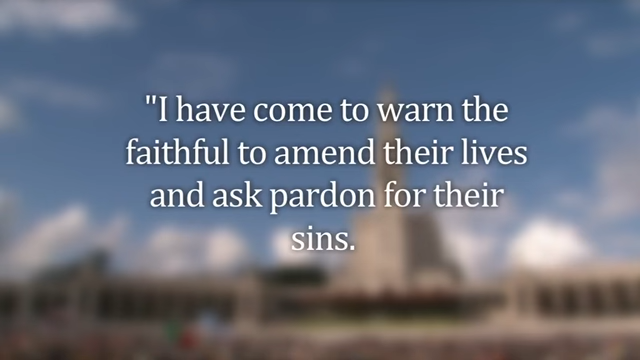 "I have come to warn the
faithful to amend their lives
and ask pardon for their
sins.